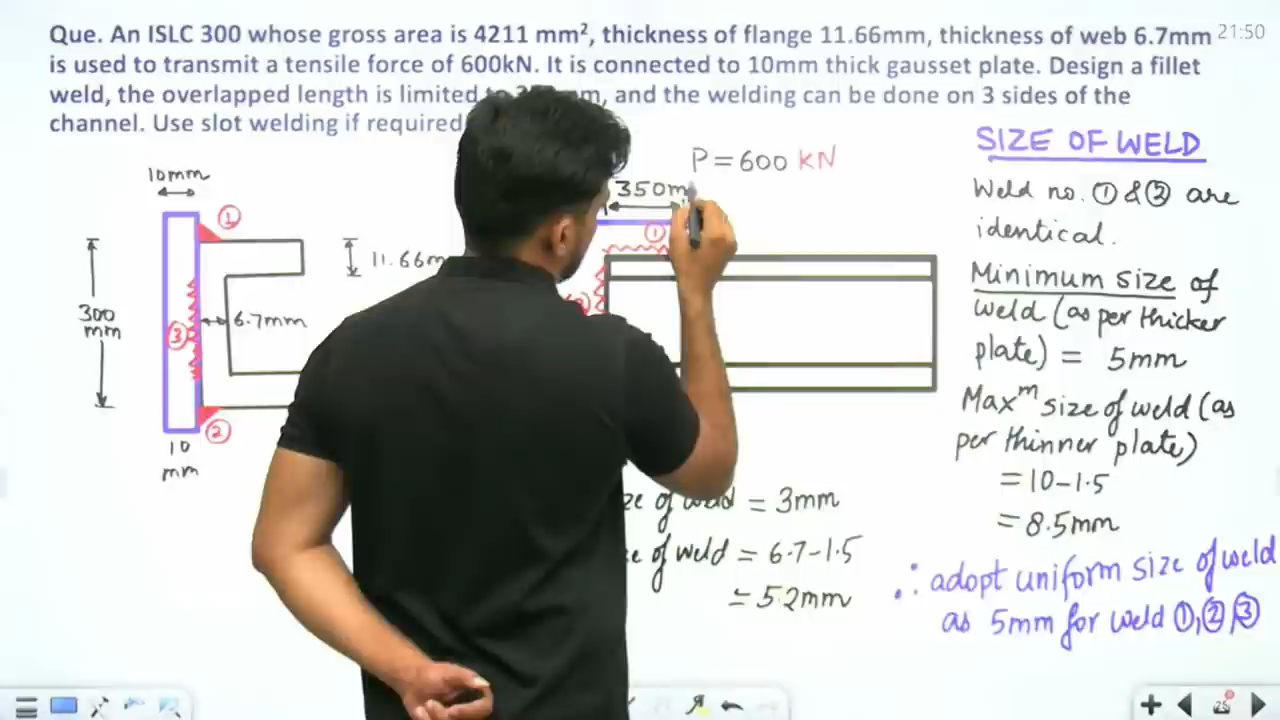 Que. An ISLC 300 whose gross area is 4211 mm², thickness of flange 11.66mm, thickness of web 6.7mm
21:50
is used to transmit a tensile force of 600kN. It is connected to 10mm thick gausset plate. Design a fillet
weld, the overlapped length is limited and the welding can be done on 3 sides of the
channel. Use slot welding if required
SIZE OF WELD
P = 600 KN
10mm
350m
Weld no. ① & ② are
identical.
①
①
11.66m
Minimum size of
weld (as per thicker
plate) = 5mm
300
mm
③
6.7mm
Max^m size of weld (as
per thinner plate)
= 10-1.5
= 8.5mm
②
10
mm
of weld = 3mm
of weld = 6.7-1.5
= 5.2mm
∴ adopt uniform size of weld
as 5mm for weld ①,②,③
25